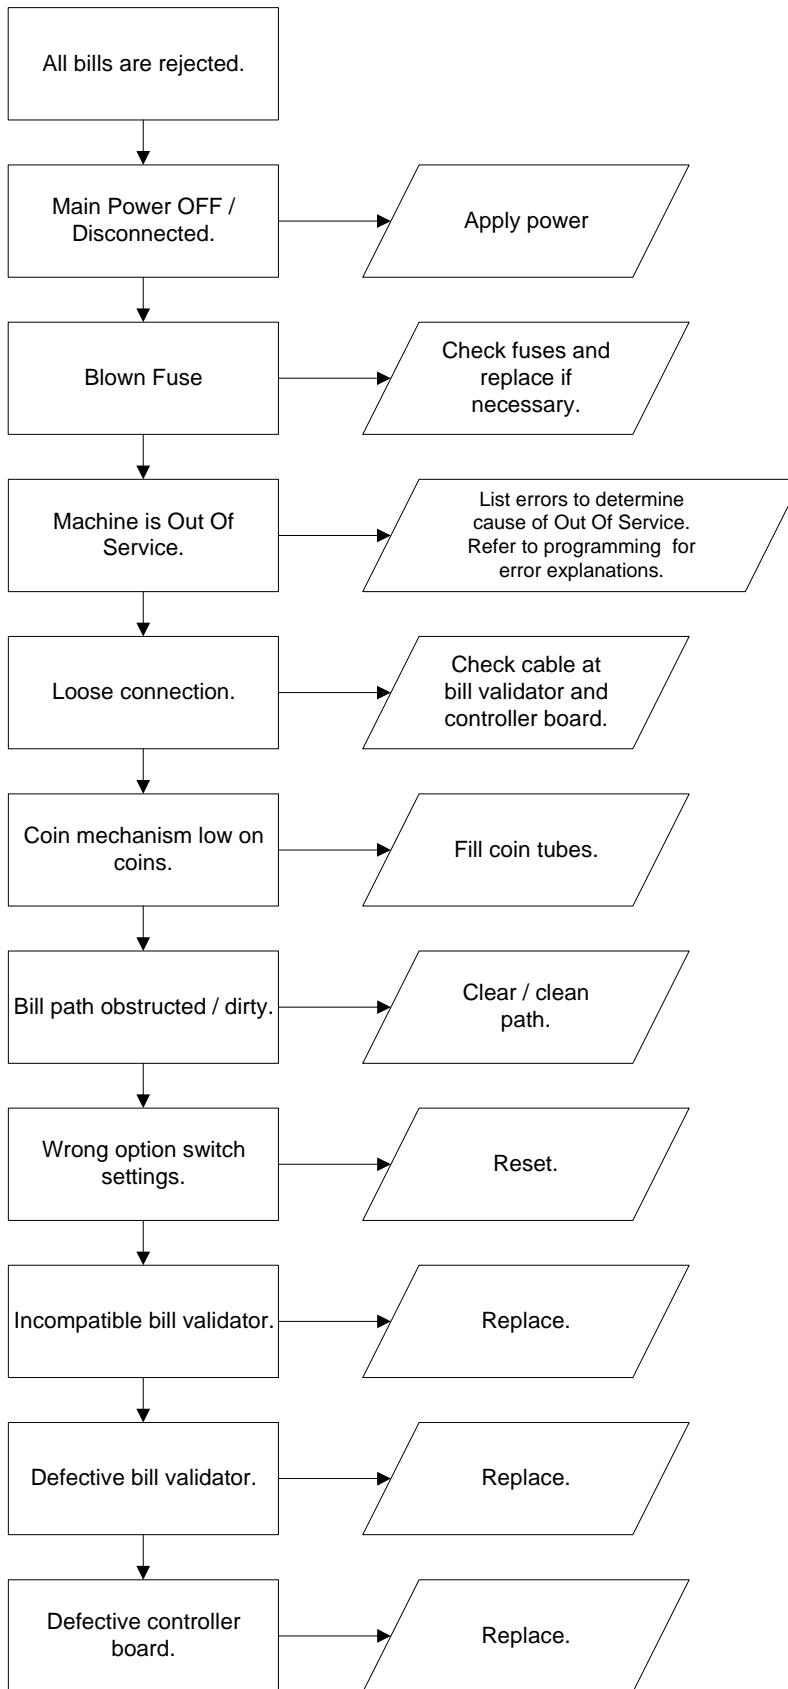 All bills are rejected.
Main Power OFF /
Disconnected.
Apply power
Blown Fuse
Check fuses and
replace if
necessary.
Machine is Out Of
Service.
List errors to determine
cause of Out Of Service.
Refer to programming  for
error explanations.
Loose connection.
Check cable at
bill validator and
controller board.
Coin mechanism low on
coins.
Fill coin tubes.
Bill path obstructed / dirty.
Clear / clean
path.
Wrong option switch
settings.
Reset.
Incompatible bill validator.
Replace.
Defective bill validator.
Replace.
Defective controller
board.
Replace.